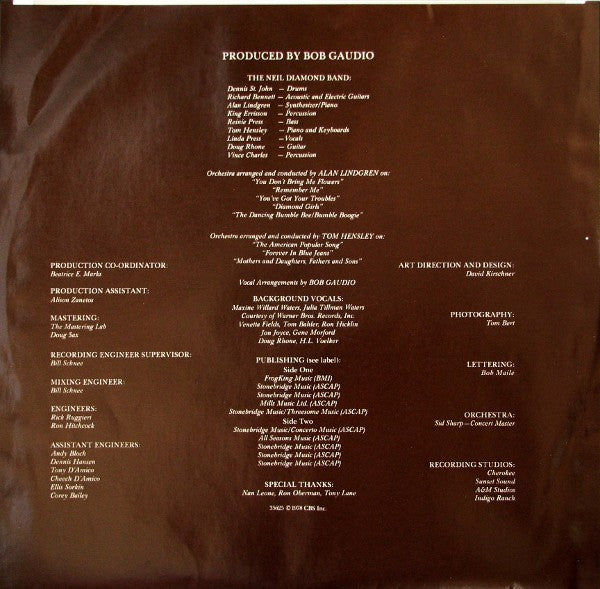 PRODUCED BY BOB GAUDIO
THE NEIL DIAMOND BAND:
Dennis St. John — Drums
Richard Bennett — Acoustic and Electric Guitars
Alan Lindgren — Synthesizer/Piano
King Errisson — Percussion
Reinie Press — Bass
Tom Hensley — Piano and Keyboards
Linda Press — Vocals
Doug Rhone — Guitar
Vince Charles — Percussion
Orchestra arranged and conducted by ALAN LINDGREN on:
"You Don't Bring Me Flowers"
"Remember Me"
"You've Got Your Troubles"
"Diamond Girls"
"The Dancing Bumble Bee/Bumble Boogie"
Orchestra arranged and conducted by TOM HENSLEY on:
"The American Popular Song"
"Forever In Blue Jeans"
"Mothers and Daughters, Fathers and Sons"
Vocal Arrangements by BOB GAUDIO
BACKGROUND VOCALS:
Maxine Willard Waters, Julia Tillman Waters
Courtesy of Warner Bros. Records, Inc.
Venetta Fields, Tom Bahler, Ron Hicklin
Jon Joyce, Gene Morford
Doug Rhone, H.L. Voelker
PUBLISHING (see label):
Side One
FrogKing Music (BMI)
Stonebridge Music (ASCAP)
Stonebridge Music (ASCAP)
Mills Music Ltd. (ASCAP)
Stonebridge Music/Threesome Music (ASCAP)
Side Two
Stonebridge Music/Concerto Music (ASCAP)
All Seasons Music (ASCAP)
Stonebridge Music (ASCAP)
Stonebridge Music (ASCAP)
Stonebridge Music (ASCAP)
SPECIAL THANKS:
Nan Leone, Ron Oberman, Tony Lane
35625 © 1978 CBS Inc.
PRODUCTION CO-ORDINATOR:
Beatrice E. Marks
PRODUCTION ASSISTANT:
Alison Zanetos
MASTERING:
The Mastering Lab
Doug Sax
RECORDING ENGINEER SUPERVISOR:
Bill Schnee
MIXING ENGINEER:
Bill Schnee
ENGINEERS:
Rick Ruggieri
Ron Hitchcock
ASSISTANT ENGINEERS:
Andy Bloch
Dennis Hansen
Tony D'Amico
Cheech D'Amico
Ellis Sorkin
Corey Bailey
ART DIRECTION AND DESIGN:
David Kirschner
PHOTOGRAPHY:
Tom Bert
LETTERING:
Bob Maile
ORCHESTRA:
Sid Sharp—Concert Master
RECORDING STUDIOS:
Cherokee
Sunset Sound
A&M Studios
Indigo Ranch